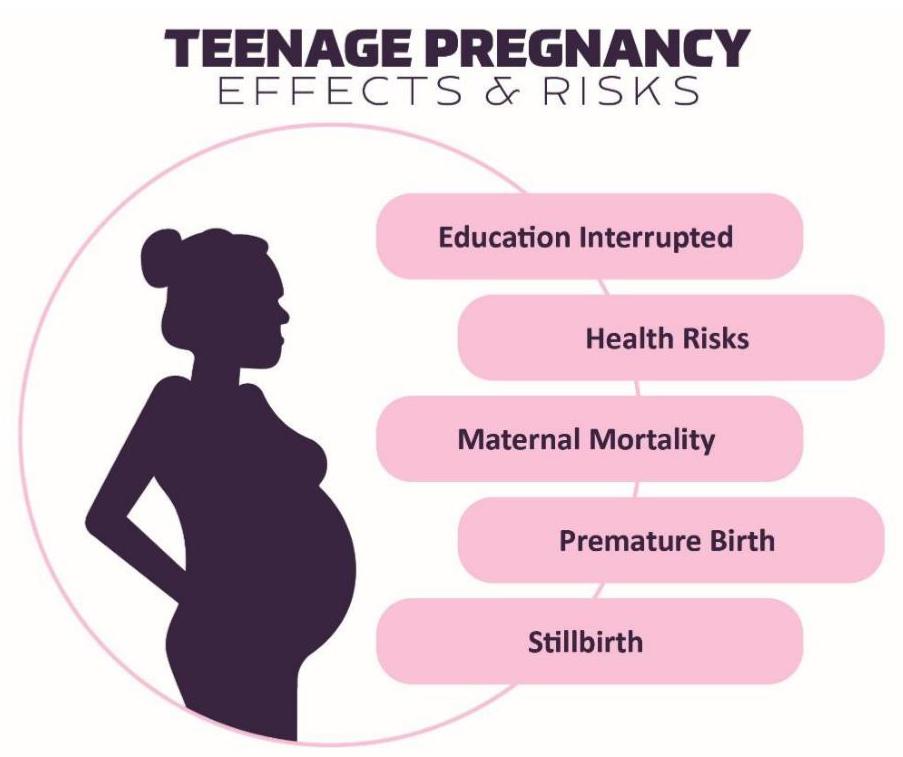 TEENAGE PREGNANCY
EFFECTS & RISKS
Education Interrupted
Health Risks
Maternal Mortality
Premature Birth
Stillbirth